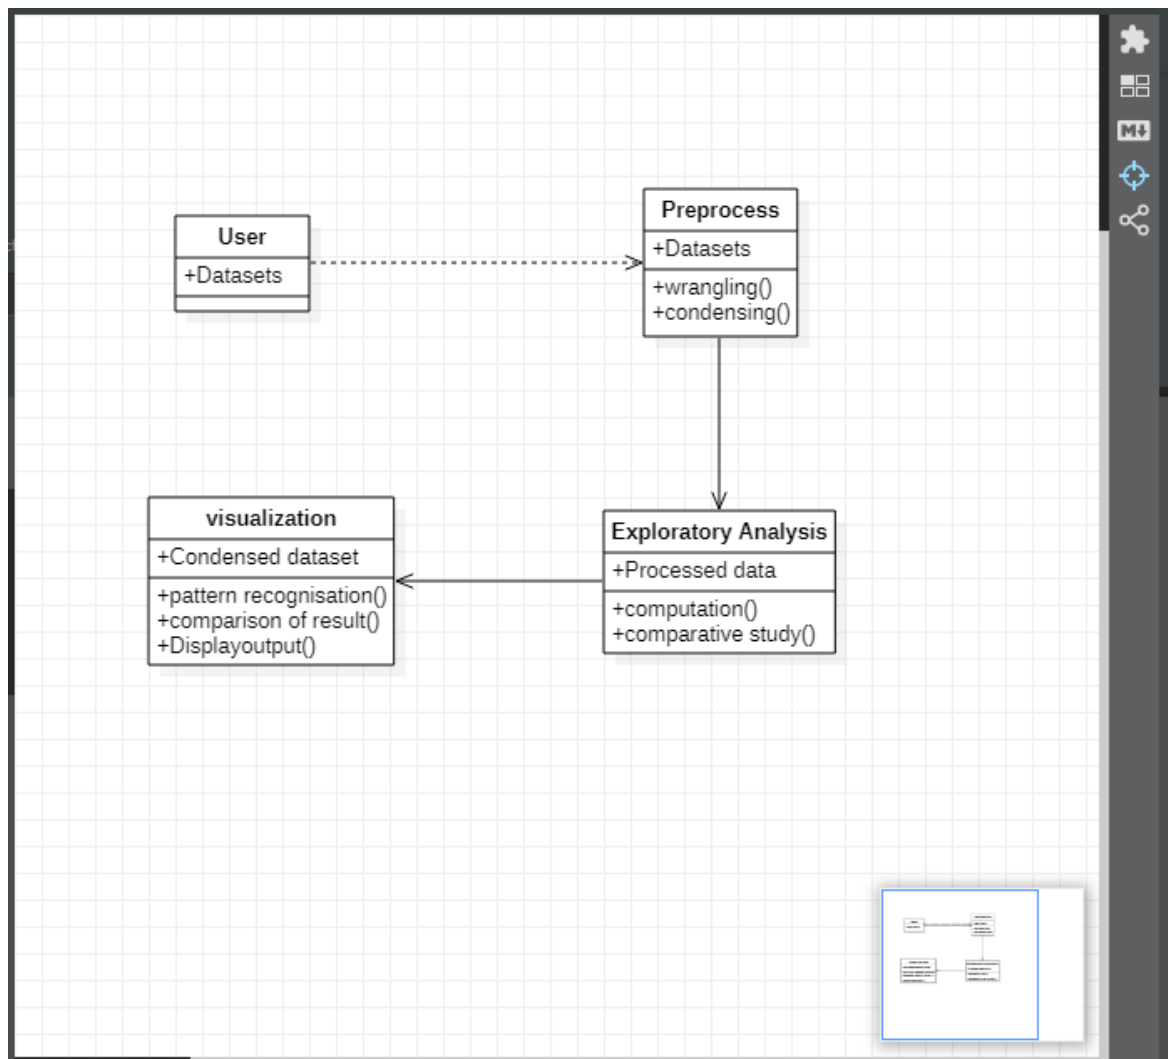 User
+Datasets
Preprocess
+Datasets
+wrangling()
+condensing()
visualization
+Condensed dataset
+pattern recognisation()
+comparison of result()
+Displayoutput()
Exploratory Analysis
+Processed data
+computation()
+comparative study()
M